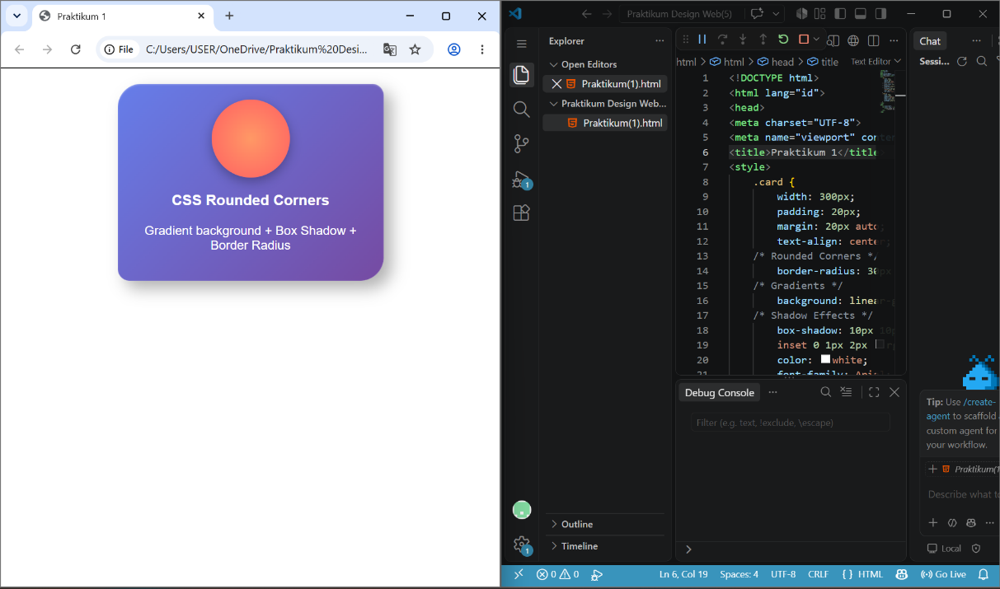 Praktikum 1
File
C:/Users/USER/OneDrive/Praktikum%20Desi...
CSS Rounded Corners
Gradient background + Box Shadow +
Border Radius
Praktikum Design Web(5)
Explorer
Open Editors
Praktikum(1).html
Praktikum Design Web...
Praktikum(1).html
1
Outline
Timeline
1
html > html > head > title
Text Editor
1 <!DOCTYPE html>
2 <html lang="id">
3 <head>
4 <meta charset="UTF-8">
5 <meta name="viewport" conten
6 <title>Praktikum 1</title
7 <style>
8 .card {
9 width: 300px;
10 padding: 20px;
11 margin: 20px auto;
12 text-align: center;
13 /* Rounded Corners */
14 border-radius: 30px
15 /* Gradients */
16 background: linear-g
17 /* Shadow Effects */
18 box-shadow: 10px 10p
19 inset 0 1px 2px
20 color: white;
21 font-family: Aria
Debug Console
Filter (e.g. text, !exclude, \escape)
Chat
Sessi...
Tip: Use /create-
agent to scaffold a
custom agent for
your workflow.
Praktikum(1
Describe what to
Local
0 0
Ln 6, Col 19
Spaces: 4
UTF-8
CRLF
{ } HTML
Go Live